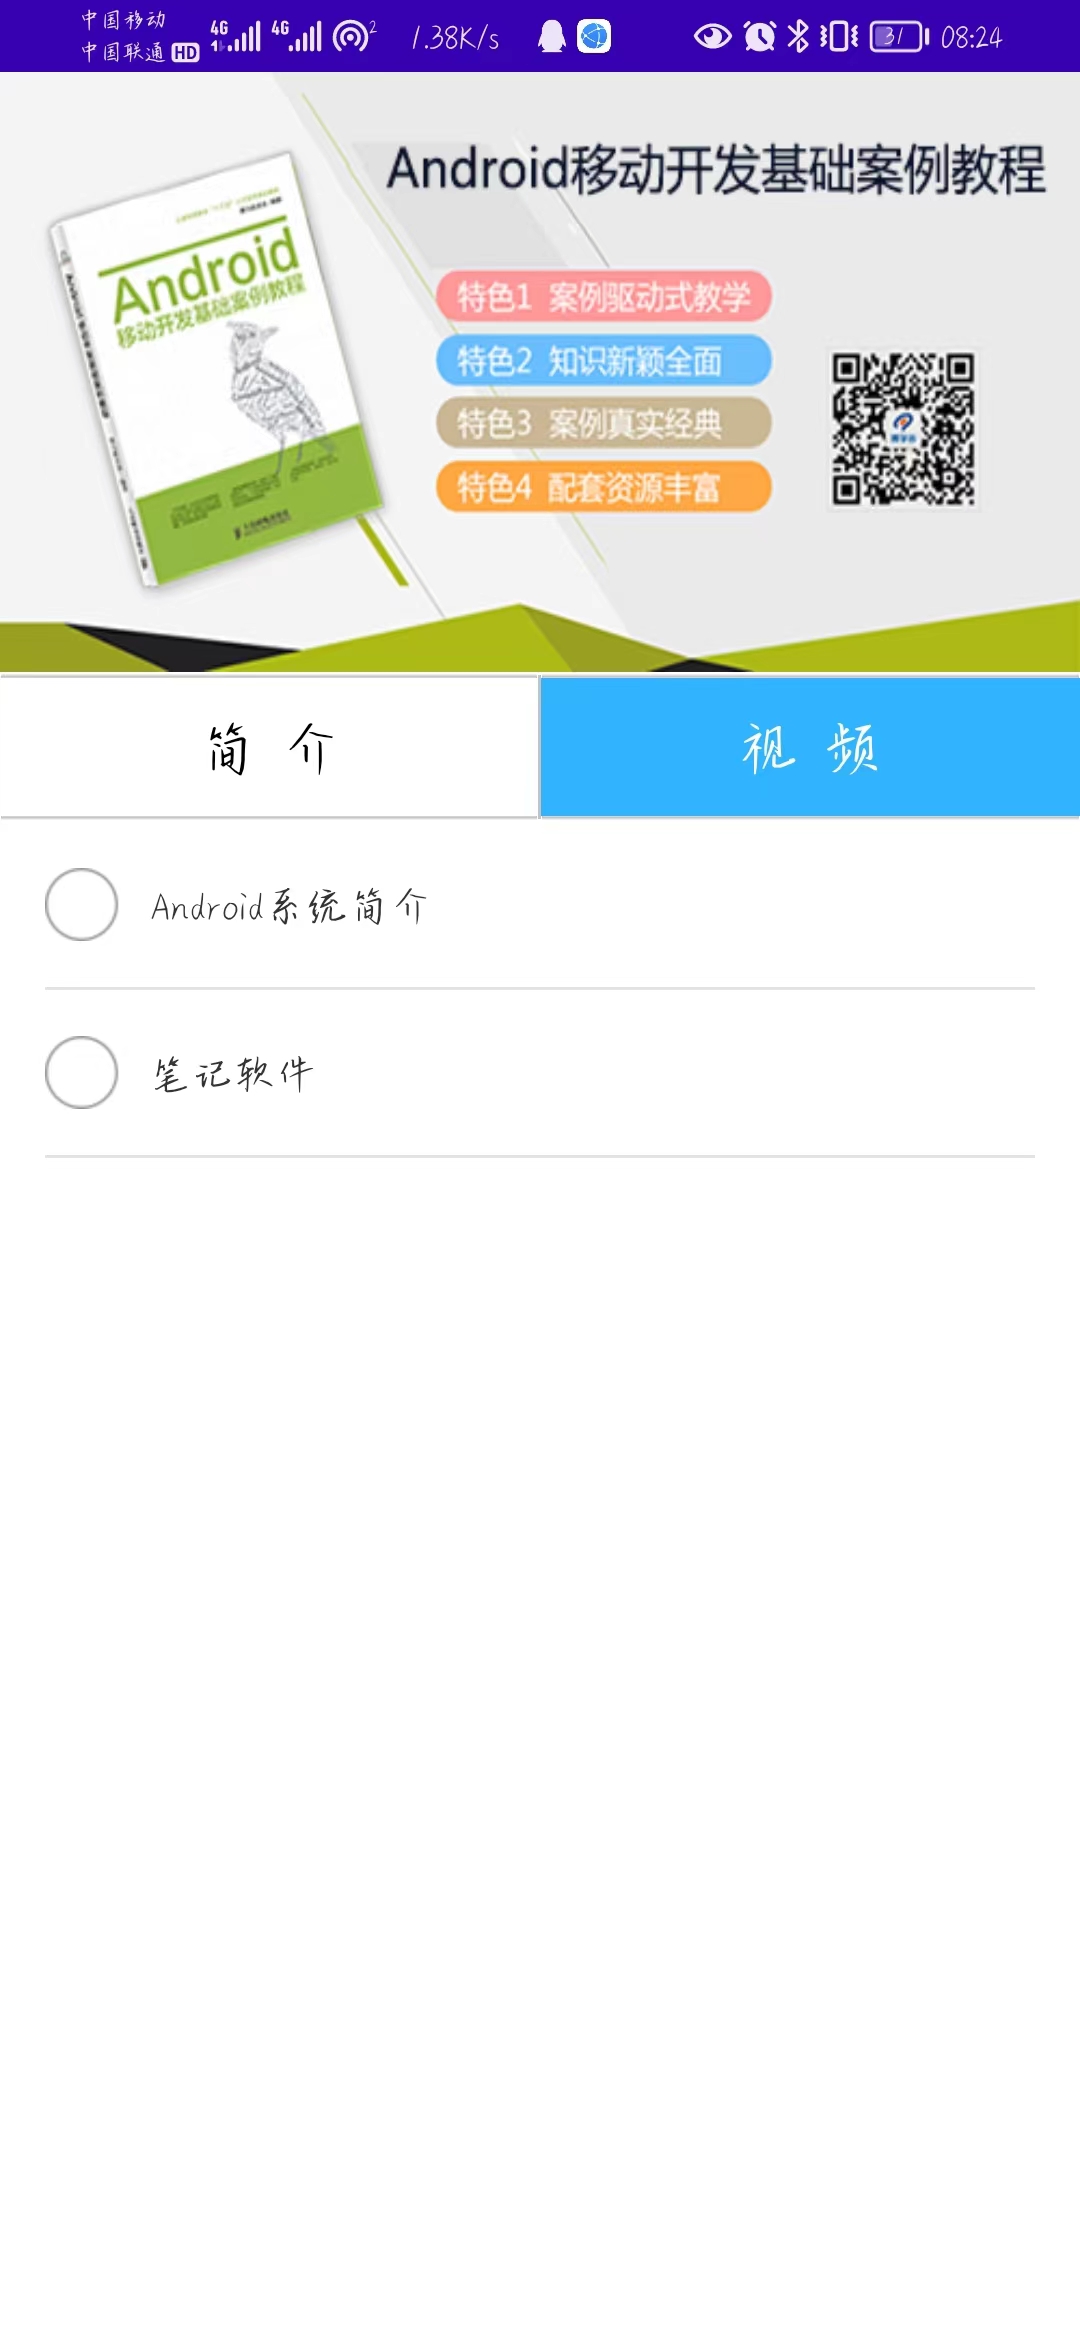 中国移动
中国联通 HD 4G 4G 2 1.38K/s 31 08:24
Android移动开发基础案例教程
Android
移动开发基础案例教程
特色1 案例驱动式教学
特色2 知识新颖全面
特色3 案例真实经典
特色4 配套资源丰富
简 介
视 频
Android系统简介
笔记软件